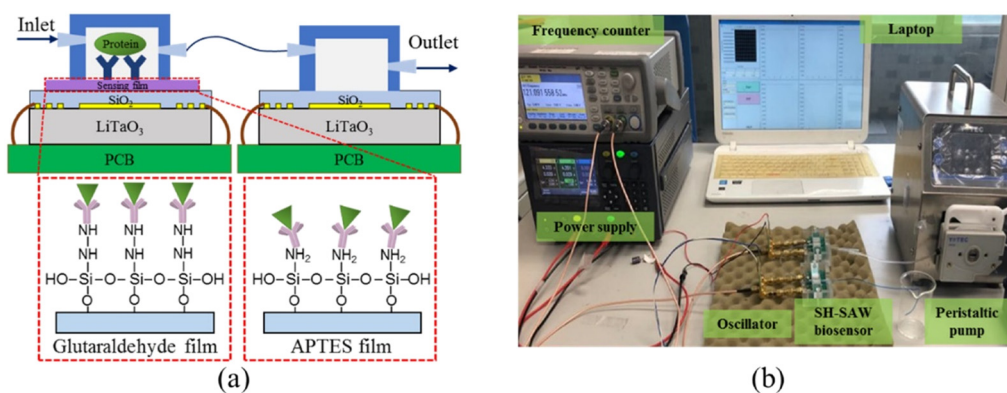 Inlet
Protein
Outlet
Sensing film
SiO₂
LiTaO₃
PCB
SiO₂
LiTaO₃
PCB
NH NH NH
NH NH NH
HO-Si-O-Si-O-Si-OH
O O O
Glutaraldehyde film
NH₂ NH₂ NH₂
HO-Si-O-Si-O-Si-OH
O O O
APTES film
(a)
Frequency counter
Laptop
Power supply
Oscillator
SH-SAW
biosensor
Peristaltic
pump
(b)